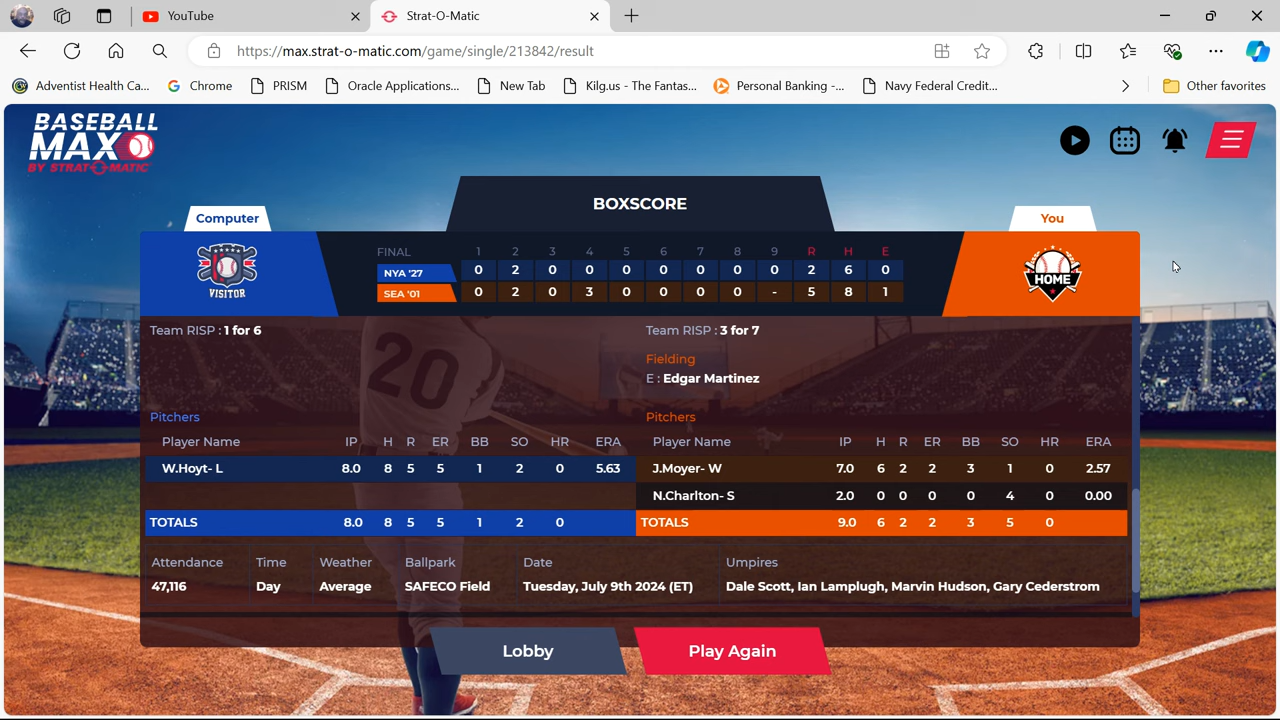 YouTube
Strat-O-Matic
https://max.strat-o-matic.com/game/single/213842/result
Adventist Health Ca...
Chrome
PRISM
Oracle Applications...
New Tab
Kilg.us - The Fantas...
Personal Banking -...
Navy Federal Credit...
Other favorites
BASEBALL
MAX
BY STRAT-O-MATIC
Computer
BOXSCORE
You
VISITOR
FINAL 1 2 3 4 5 6 7 8 9 R H E
NYA '27 0 2 0 0 0 0 0 0 0 2 6 0
SEA '01 0 2 0 3 0 0 0 0 - 5 8 1
HOME
Team RISP : 1 for 6
Team RISP : 3 for 7
Fielding
E : Edgar Martinez
20
Pitchers
Player Name IP H R ER BB SO HR ERA
W.Hoyt- L 8.0 8 5 5 1 2 0 5.63
TOTALS 8.0 8 5 5 1 2 0
Pitchers
Player Name IP H R ER BB SO HR ERA
J.Moyer- W 7.0 6 2 2 3 1 0 2.57
N.Charlton- S 2.0 0 0 0 0 4 0 0.00
TOTALS 9.0 6 2 2 3 5 0
Attendance Time Weather Ballpark Date Umpires
47,116 Day Average SAFECO Field Tuesday, July 9th 2024 (ET) Dale Scott, Ian Lamplugh, Marvin Hudson, Gary Cederstrom
Lobby
Play Again